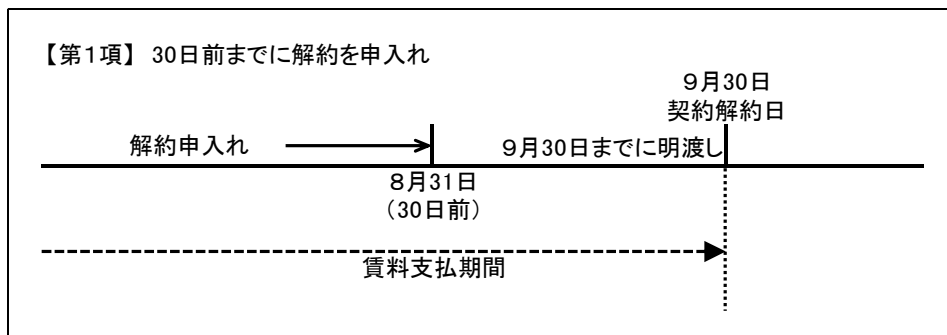 【第１項】 30日前までに解約を申入れ
９月30日
契約解約日
解約申入れ
９月30日までに明渡し
８月31日
（30日前）
賃料支払期間